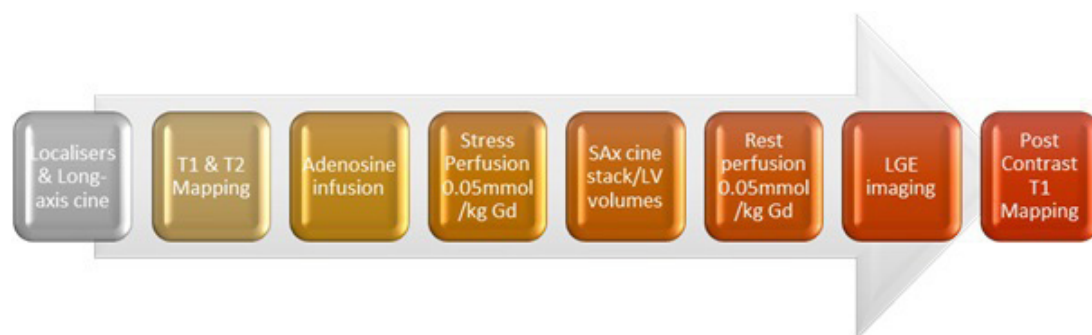 Localisers
& Long-
axis cine
T1 & T2
Mapping
Adenosine
infusion
Stress
Perfusion
0.05mmol
/kg Gd
SAx cine
stack/LV
volumes
Rest
perfusion
0.05mmol
/kg Gd
LGE
imaging
Post
Contrast
T1
Mapping